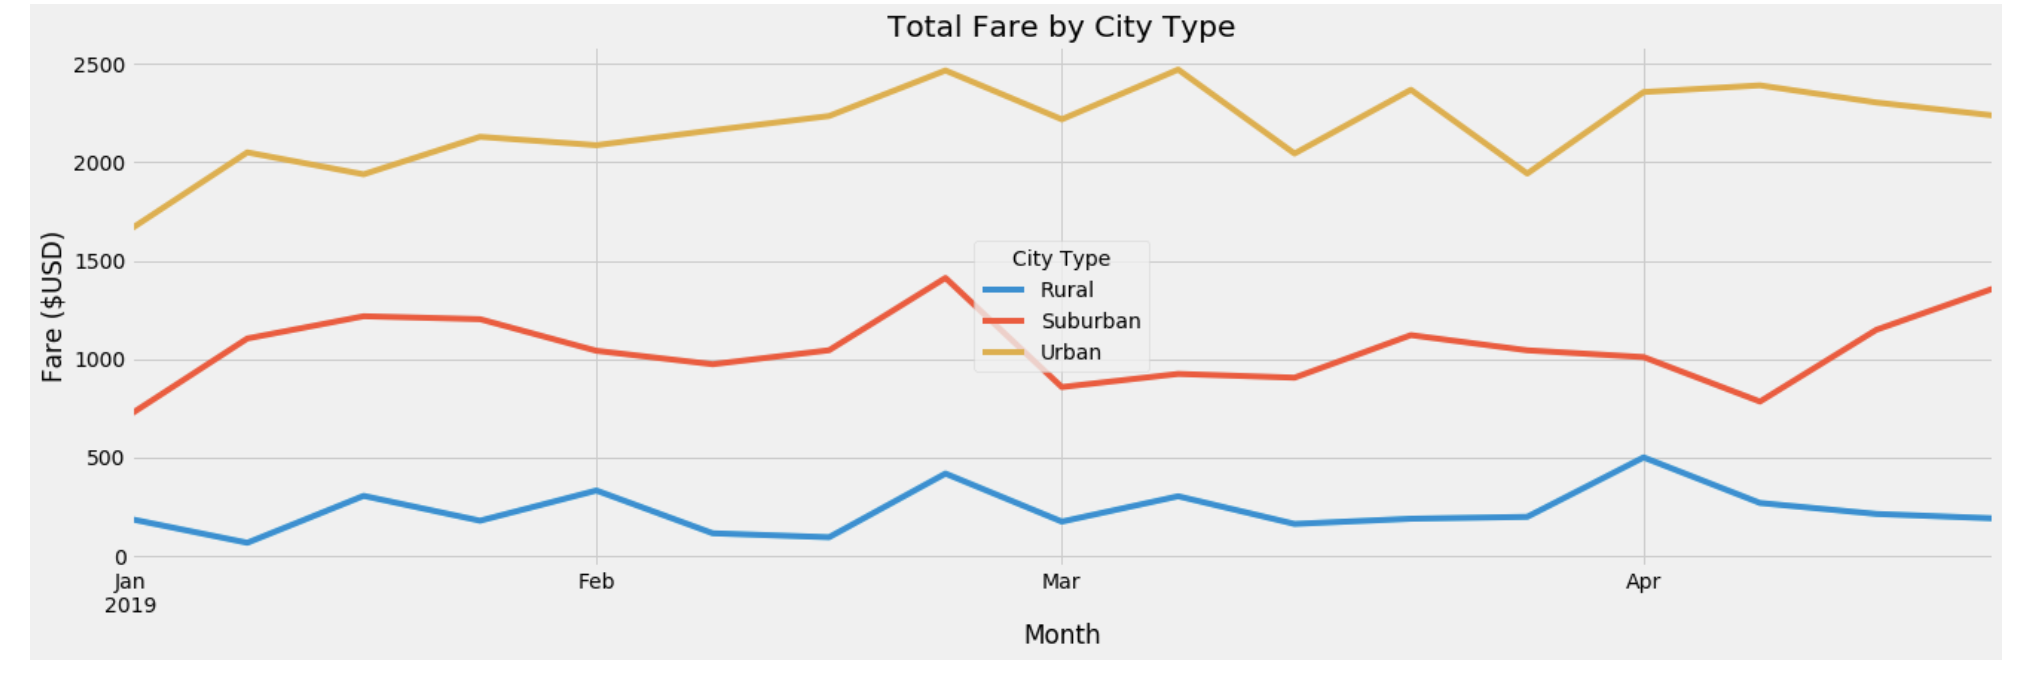 Total Fare by City Type
2500
2000
1500
1000
500
0
Fare ($USD)
City Type
Rural
Suburban
Urban
Jan
2019
Feb
Mar
Apr
Month